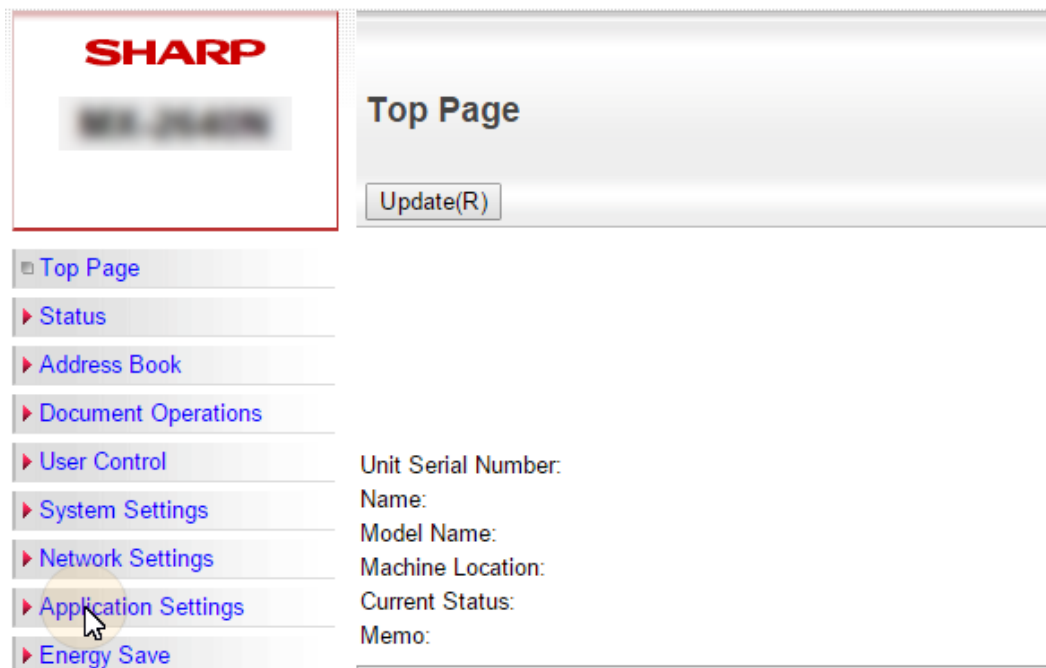 SHARP
Top Page
Update(R)
Top Page
Status
Address Book
Document Operations
User Control
System Settings
Network Settings
Application Settings
Energy Save
Unit Serial Number:
Name:
Model Name:
Machine Location:
Current Status:
Memo: